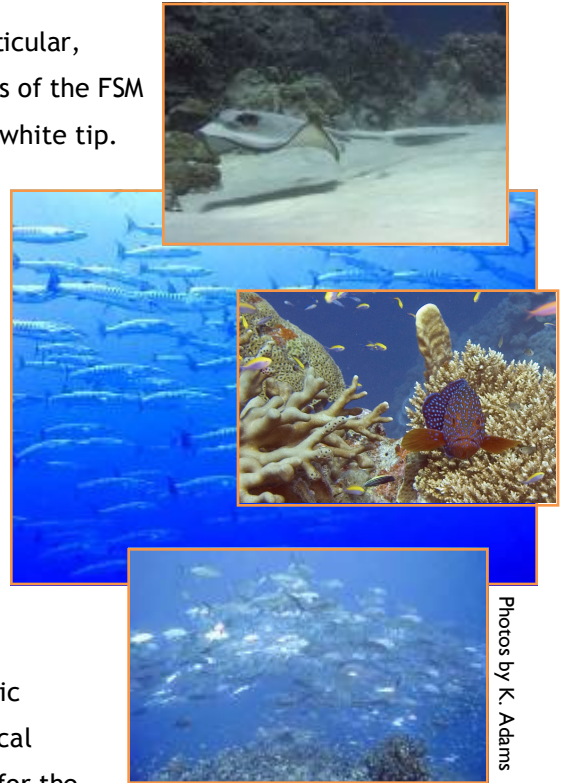 ticular,
s of the FSM
white tip.
Photos by K. Adams
ic
cal
for the